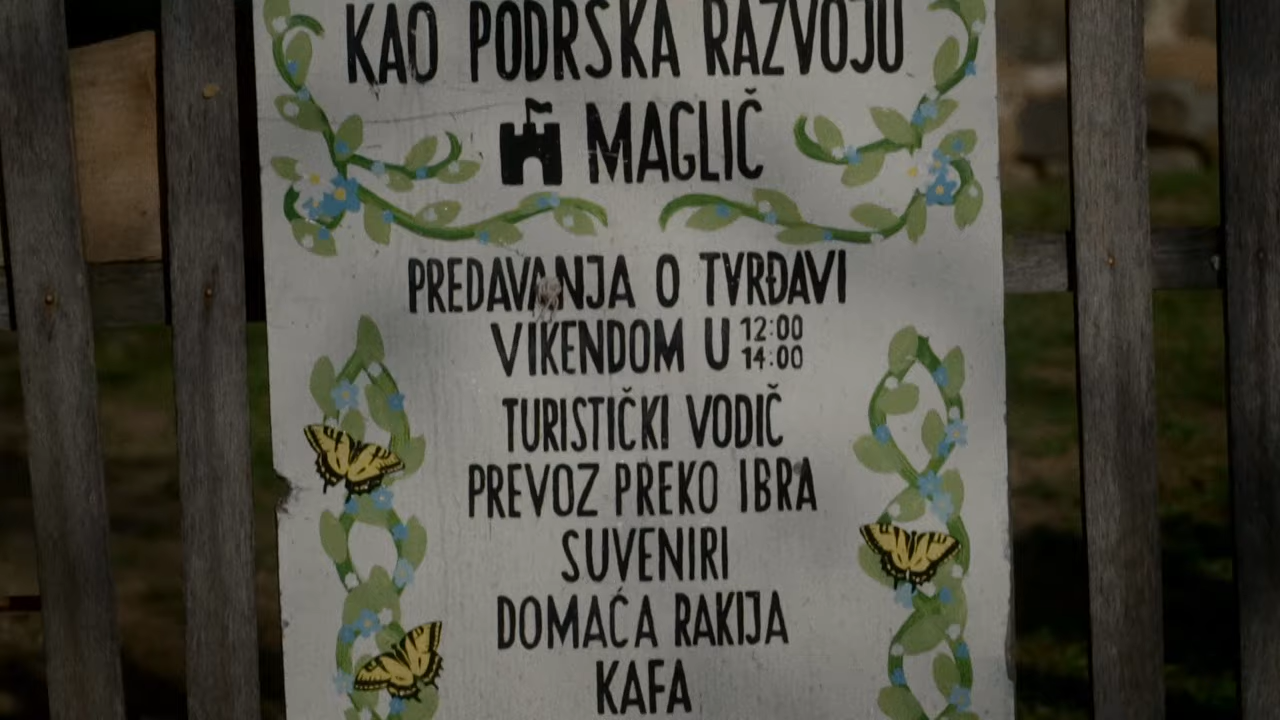 KAO PODRŠKA RAZVOJU
MAGLIČ
PREDAVANJA O TVRĐAVI
VIKENDOM U 12:00
14:00
TURISTIČKI VODIČ
PREVOZ PREKO IBRA
SUVENIRI
DOMAĆA RAKIJA
KAFA